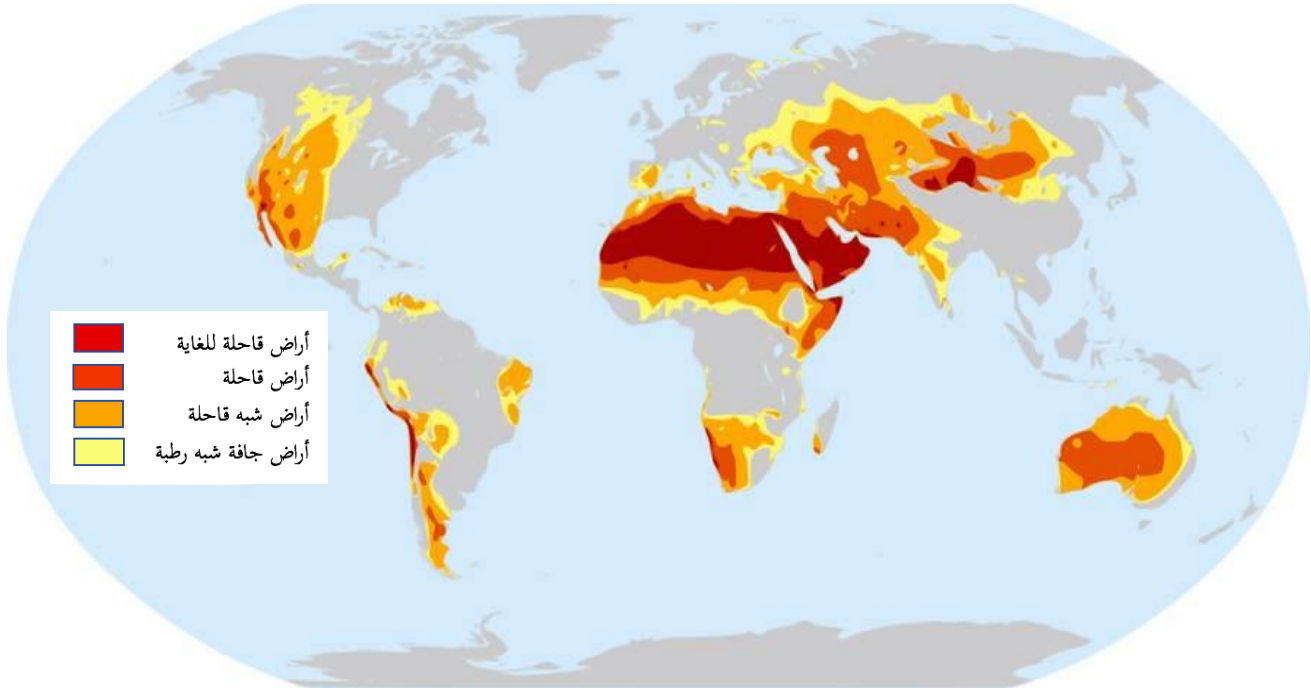 أراض قاحلة للغاية
أراض قاحلة
أراض شبه قاحلة
أراض جافة شبه رطبة